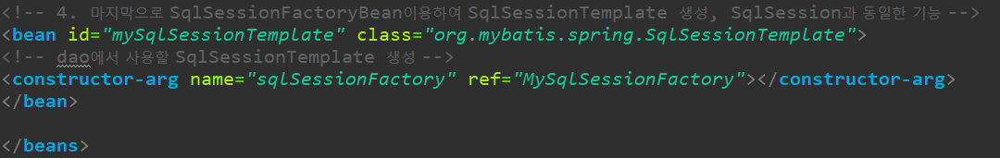 <!-- 4. 마지막으로 SqlSessionFactoryBean이용하여 SqlSessionTemplate 생성, SqlSession과 동일한 기능 -->
<bean id="mySqlSessionTemplate" class="org.mybatis.spring.SqlSessionTemplate">
<!-- dao에서 사용할 SqlSessionTemplate 생성 -->
<constructor-arg name="sqlSessionFactory" ref="MySqlSessionFactory"></constructor-arg>
</bean>
</beans>